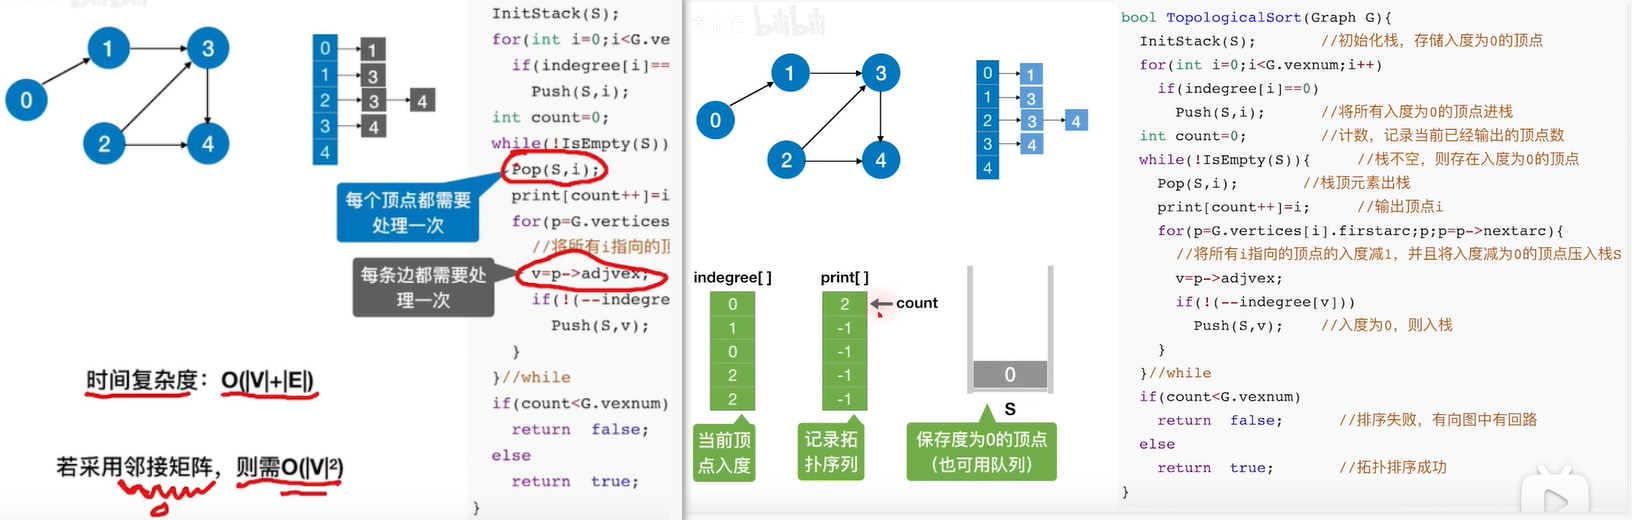 0
1
2
3
4
0 1
1 3
2 3 4
3 4
4
每个顶点都需要
处理一次
每条边都需要处
理一次
时间复杂度：O(|V|+|E|)
若采用邻接矩阵，则需O(|V|²)
InitStack(S);
for(int i=0;i<G.ve
if(indegree[i]==
Push(S,i);
int count=0;
while(!IsEmpty(S))
Pop(S,i);
print[count++]=i
for(p=G.vertices
//将所有i指向的顶
v=p->adjvex;
if(!(--indegre
Push(S,v);
}
}//while
if(count<G.vexnum)
return false;
else
return true;
}
bilibili
0
1
2
3
4
0 1
1 3
2 3 4
3 4
4
indegree[ ]
0
1
0
2
2
当前顶
点入度
print[ ]
2
-1
-1
-1
-1
count
记录拓
扑序列
0
S
保存度为0的顶点
（也可用队列）
bool TopologicalSort(Graph G){
InitStack(S); //初始化栈，存储入度为0的顶点
for(int i=0;i<G.vexnum;i++)
if(indegree[i]==0)
Push(S,i); //将所有入度为0的顶点进栈
int count=0; //计数，记录当前已经输出的顶点数
while(!IsEmpty(S)){ //栈不空，则存在入度为0的顶点
Pop(S,i); //栈顶元素出栈
print[count++]=i; //输出顶点i
for(p=G.vertices[i].firstarc;p;p=p->nextarc){
//将所有i指向的顶点的入度减1，并且将入度减为0的顶点压入栈S
v=p->adjvex;
if(!(--indegree[v]))
Push(S,v); //入度为0，则入栈
}
}//while
if(count<G.vexnum)
return false; //排序失败，有向图中有回路
else
return true; //拓扑排序成功
}